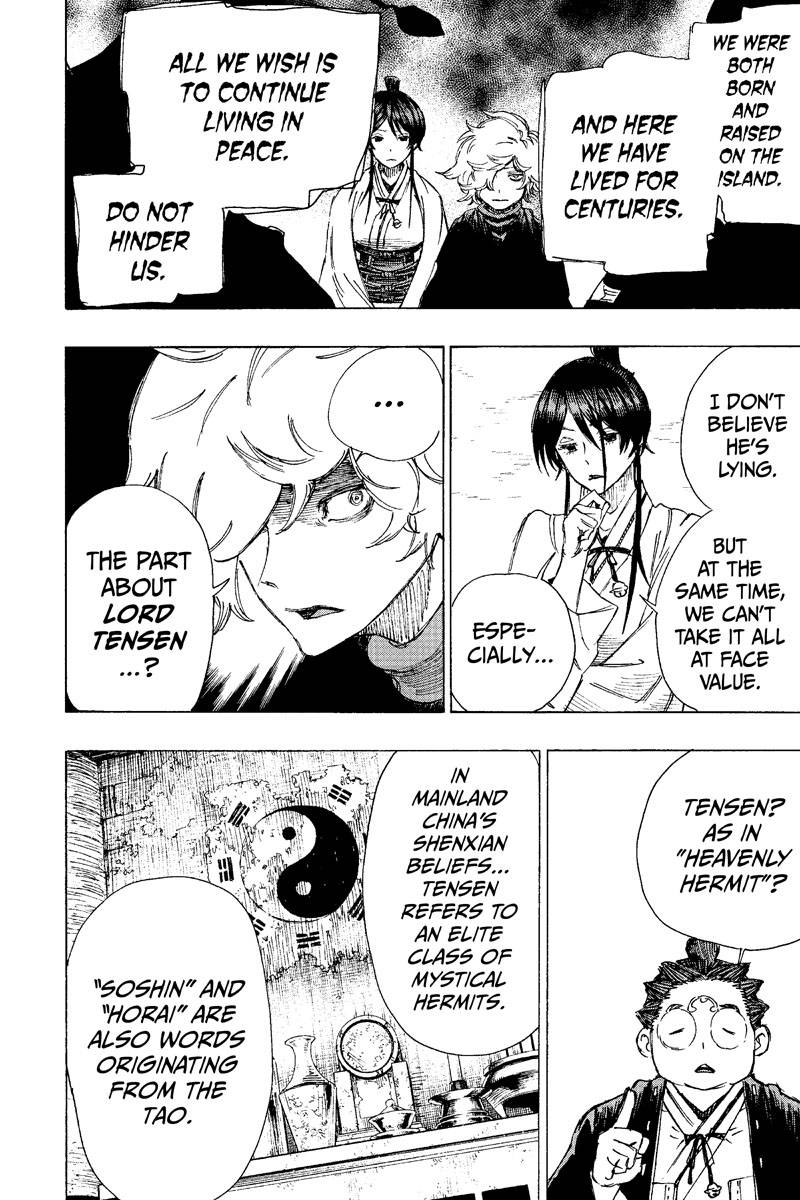 WE WERE
BOTH
BORN
AND
RAISED
ON THE
ISLAND.
AND HERE
WE HAVE
LIVED FOR
CENTURIES.
ALL WE WISH IS
TO CONTINUE
LIVING IN
PEACE.
DO NOT
HINDER
US.
I DON'T
BELIEVE
HE'S
LYING.
BUT
AT THE
SAME TIME,
WE CAN'T
TAKE IT ALL
AT FACE
VALUE.
ESPE-
CIALLY...
...
THE PART
ABOUT
LORD
TENSEN
...?
TENSEN?
AS IN
"HEAVENLY
HERMIT"?
IN
MAINLAND
CHINA'S
SHENXIAN
BELIEFS...
TENSEN
REFERS TO
AN ELITE
CLASS OF
MYSTICAL
HERMITS.
"SOSHIN" AND
"HORAI" ARE
ALSO WORDS
ORIGINATING
FROM THE
TAO.